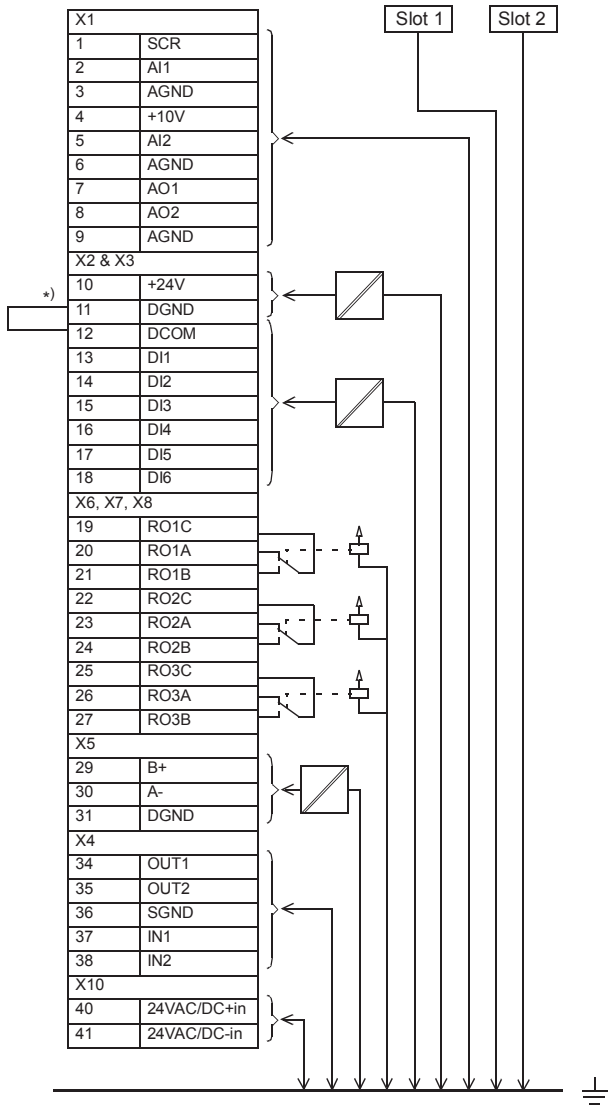 Slot 1 Slot 2
X1
1 SCR
2 AI1
3 AGND
4 +10V
5 AI2
6 AGND
7 AO1
8 AO2
9 AGND
X2 & X3
10 +24V
*)
11 DGND
12 DCOM
13 DI1
14 DI2
15 DI3
16 DI4
17 DI5
18 DI6
X6, X7, X8
19 RO1C
20 RO1A
21 RO1B
22 RO2C
23 RO2A
24 RO2B
25 RO3C
26 RO3A
27 RO3B
X5
29 B+
30 A-
31 DGND
X4
34 OUT1
35 OUT2
36 SGND
37 IN1
38 IN2
X10
40 24VAC/DC+in
41 24VAC/DC-in